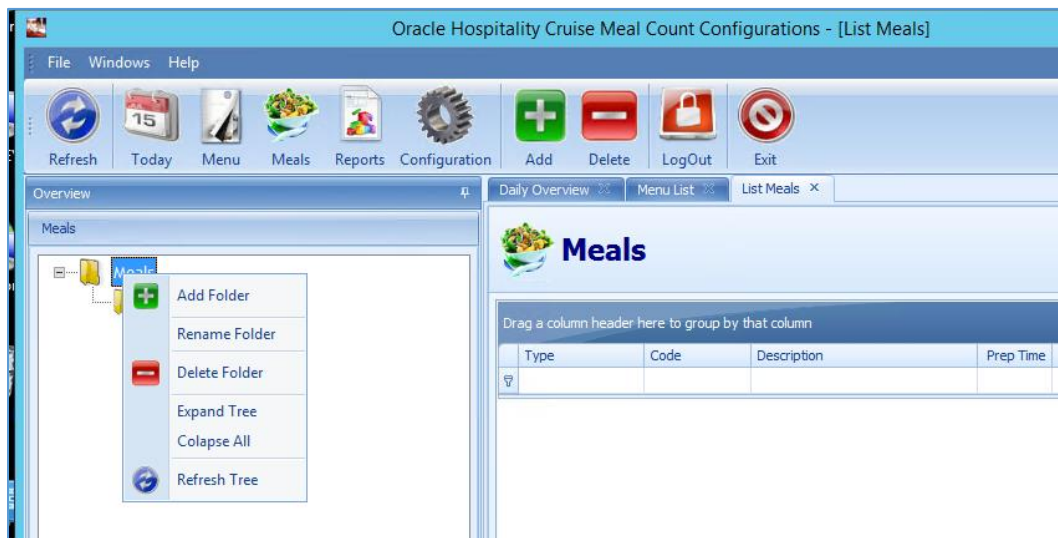 Oracle Hospitality Cruise Meal Count Configurations - [List Meals]
File Windows Help
15
Refresh Today Menu Meals Reports Configuration Add Delete LogOut Exit
Overview
Daily Overview Menu List List Meals
Meals
Meals
Meals
Add Folder
Rename Folder
Delete Folder
Expand Tree
Colapse All
Refresh Tree
Drag a column header here to group by that column
Type Code Description Prep Time